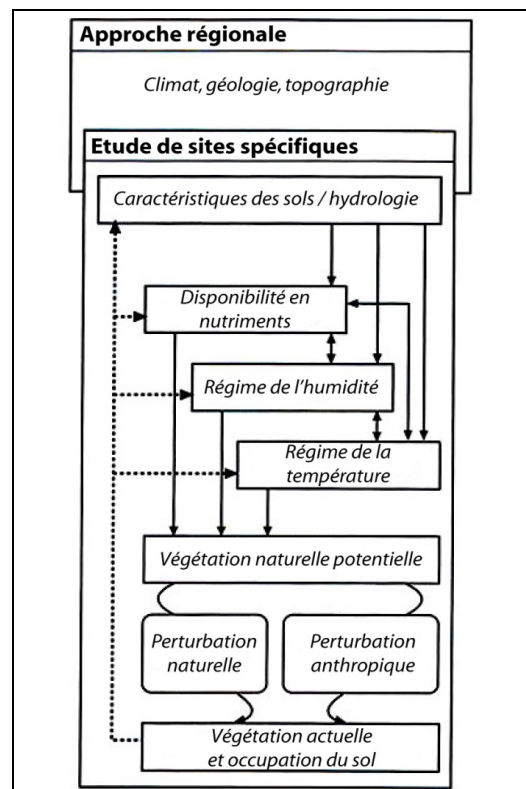 Approche régionale
Climat, géologie, topographie
Etude de sites spécifiques
Caractéristiques des sols / hydrologie
Disponibilité en
nutriments
Régime de l'humidité
Régime de la
température
Végétation naturelle potentielle
Perturbation
naturelle
Perturbation
anthropique
Végétation actuelle
et occupation du sol